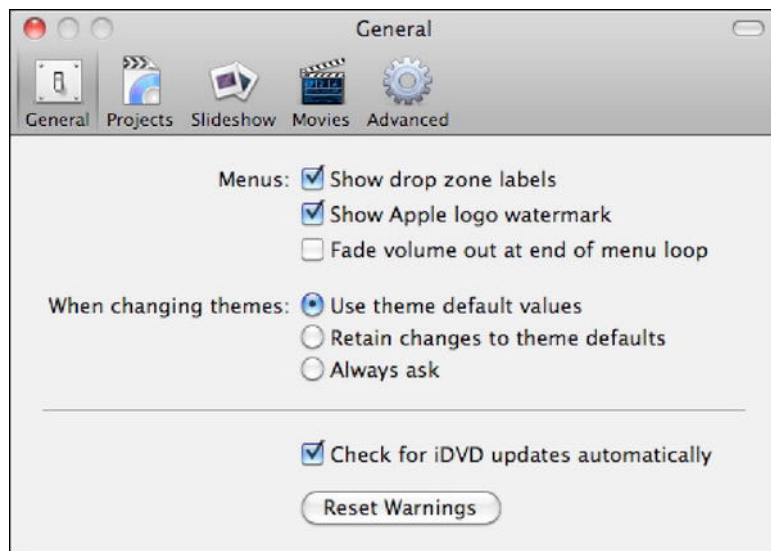 General
General Projects Slideshow Movies Advanced
Menus: Show drop zone labels
Show Apple logo watermark
Fade volume out at end of menu loop
When changing themes: Use theme default values
Retain changes to theme defaults
Always ask
Check for iDVD updates automatically
Reset Warnings